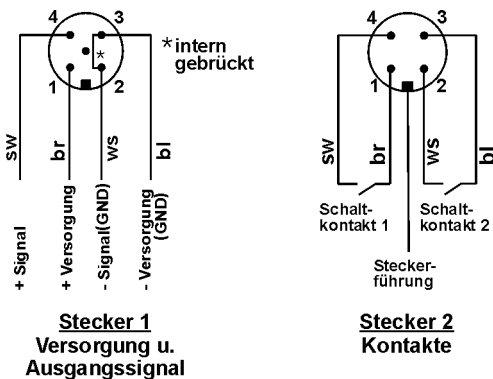 4 3
*
* intern
gebrückt
1 2
sw br ws bl
+ Signal
+ Versorgung
- Signal(GND)
- Versorgung
(GND)
Stecker 1
Versorgung u.
Ausgangssignal
4 3
1 2
sw br ws bl
Schalt-
kontakt 1
Schalt-
kontakt 2
Stecker-
führung
Stecker 2
Kontakte